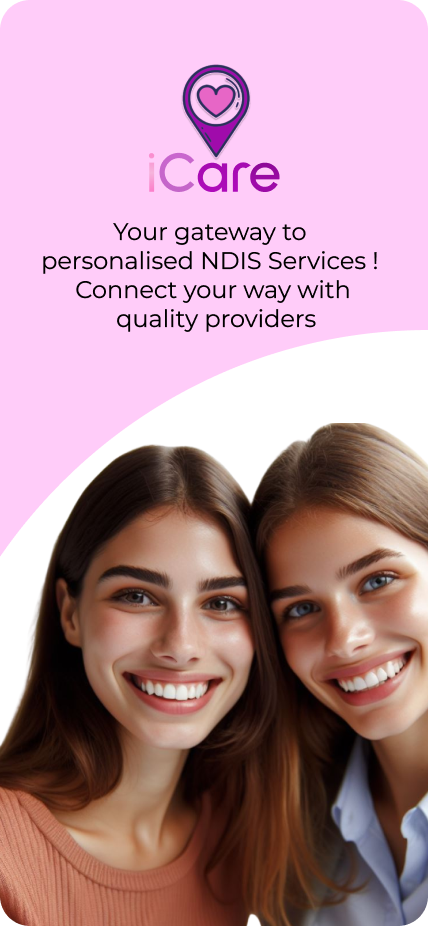 iCare
Your gateway to
personalised NDIS Services !
Connect your way with
quality providers